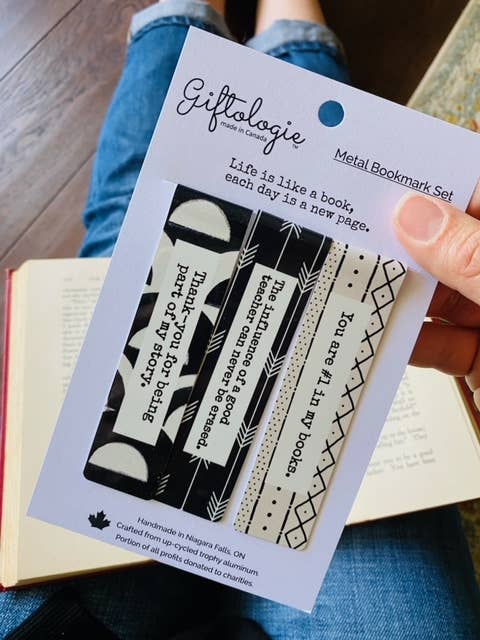 Giftologie™
made in Canada
Metal Bookmark Set
Life is like a book,
each day is a new page.
Thank-you for being
part of my story.
The influence of a good
teacher can never be erased.
You are #1 in my books.
Handmade in Niagara Falls, ON
Crafted from up-cycled trophy aluminum.
Portion of all profits donated to charities.